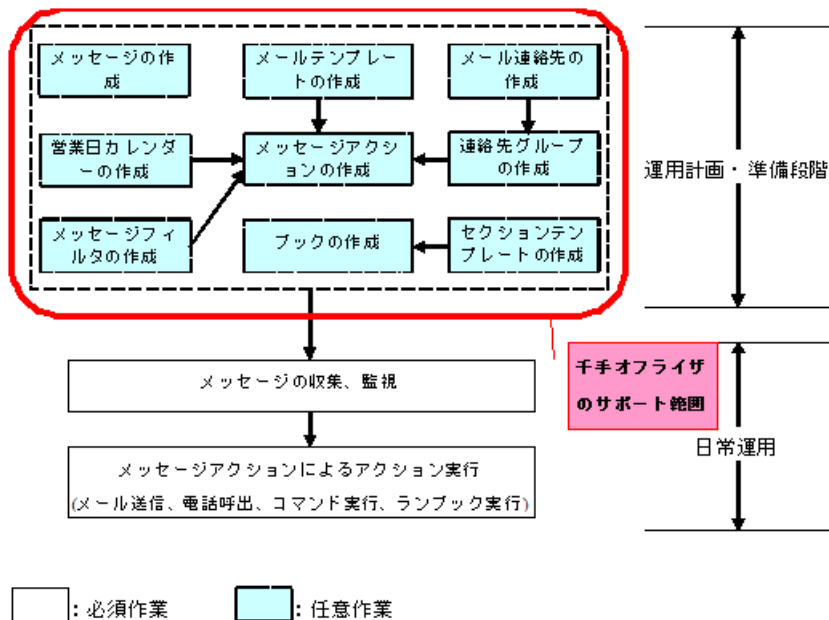 メッセージの作
成
メールテンプレー
トの作成
メール連絡先の
作成
営業日カレンダ
ーの作成
メッセージアクシ
ョンの作成
連絡先グループ
の作成
メッセージフィ
ルタの作成
ブックの作成
セクションテン
プレートの作成
運用計画・準備段階
千手オフライザ
のサポート範囲
メッセージの収集、監視
日常運用
メッセージアクションによるアクション実行
(メール送信、電話呼出、コマンド実行、ランブック実行)
: 必須作業
: 任意作業